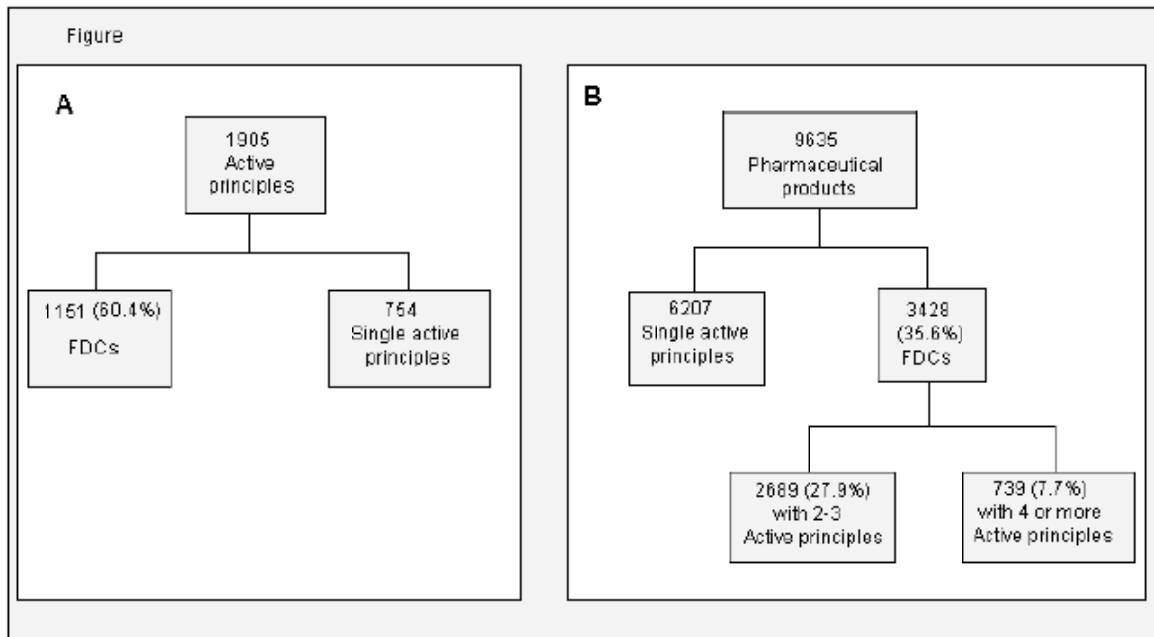 Figure
A
1905
Active
principles
1151 (60.4%)
FDCs
754
Single active
principles
B
9635
Pharmaceutical
products
6207
Single active
principles
3428
(35.6%)
FDCs
2689 (27.9%)
with 2-3
Active principles
739 (7.7%)
with 4 or more
Active principles